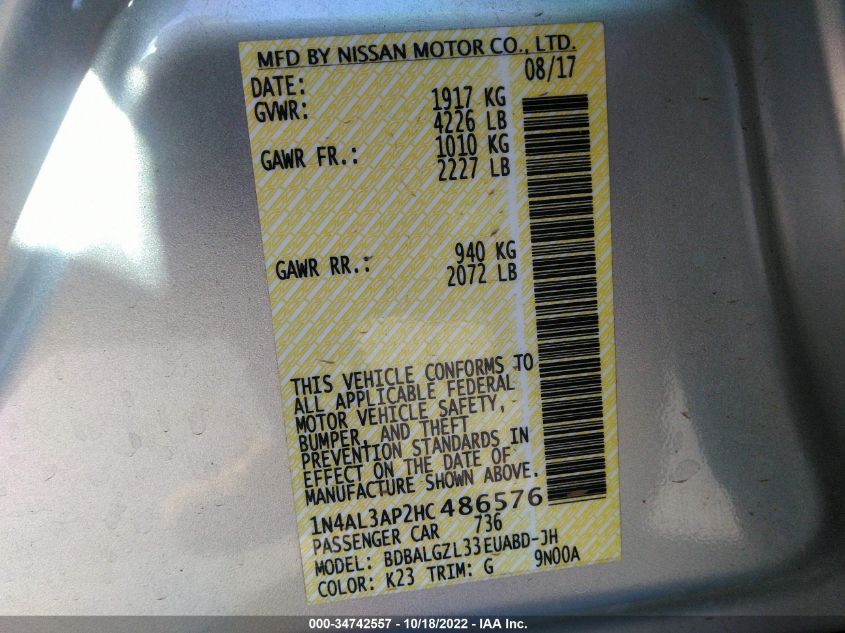 MFD BY NISSAN MOTOR CO., LTD.
DATE: 08/17
GVWR: 1917 KG
4226 LB
GAWR FR.: 1010 KG
2227 LB
GAWR RR.: 940 KG
2072 LB
THIS VEHICLE CONFORMS TO
ALL APPLICABLE FEDERAL
MOTOR VEHICLE SAFETY,
BUMPER, AND THEFT
PREVENTION STANDARDS IN
EFFECT ON THE DATE OF
MANUFACTURE SHOWN ABOVE.
1N4AL3AP2HC486576
PASSENGER CAR 736
MODEL: BDBALGZL33EUABD-JH
COLOR: K23 TRIM: G 9N00A
000-34742557 - 10/18/2022 - IAA Inc.